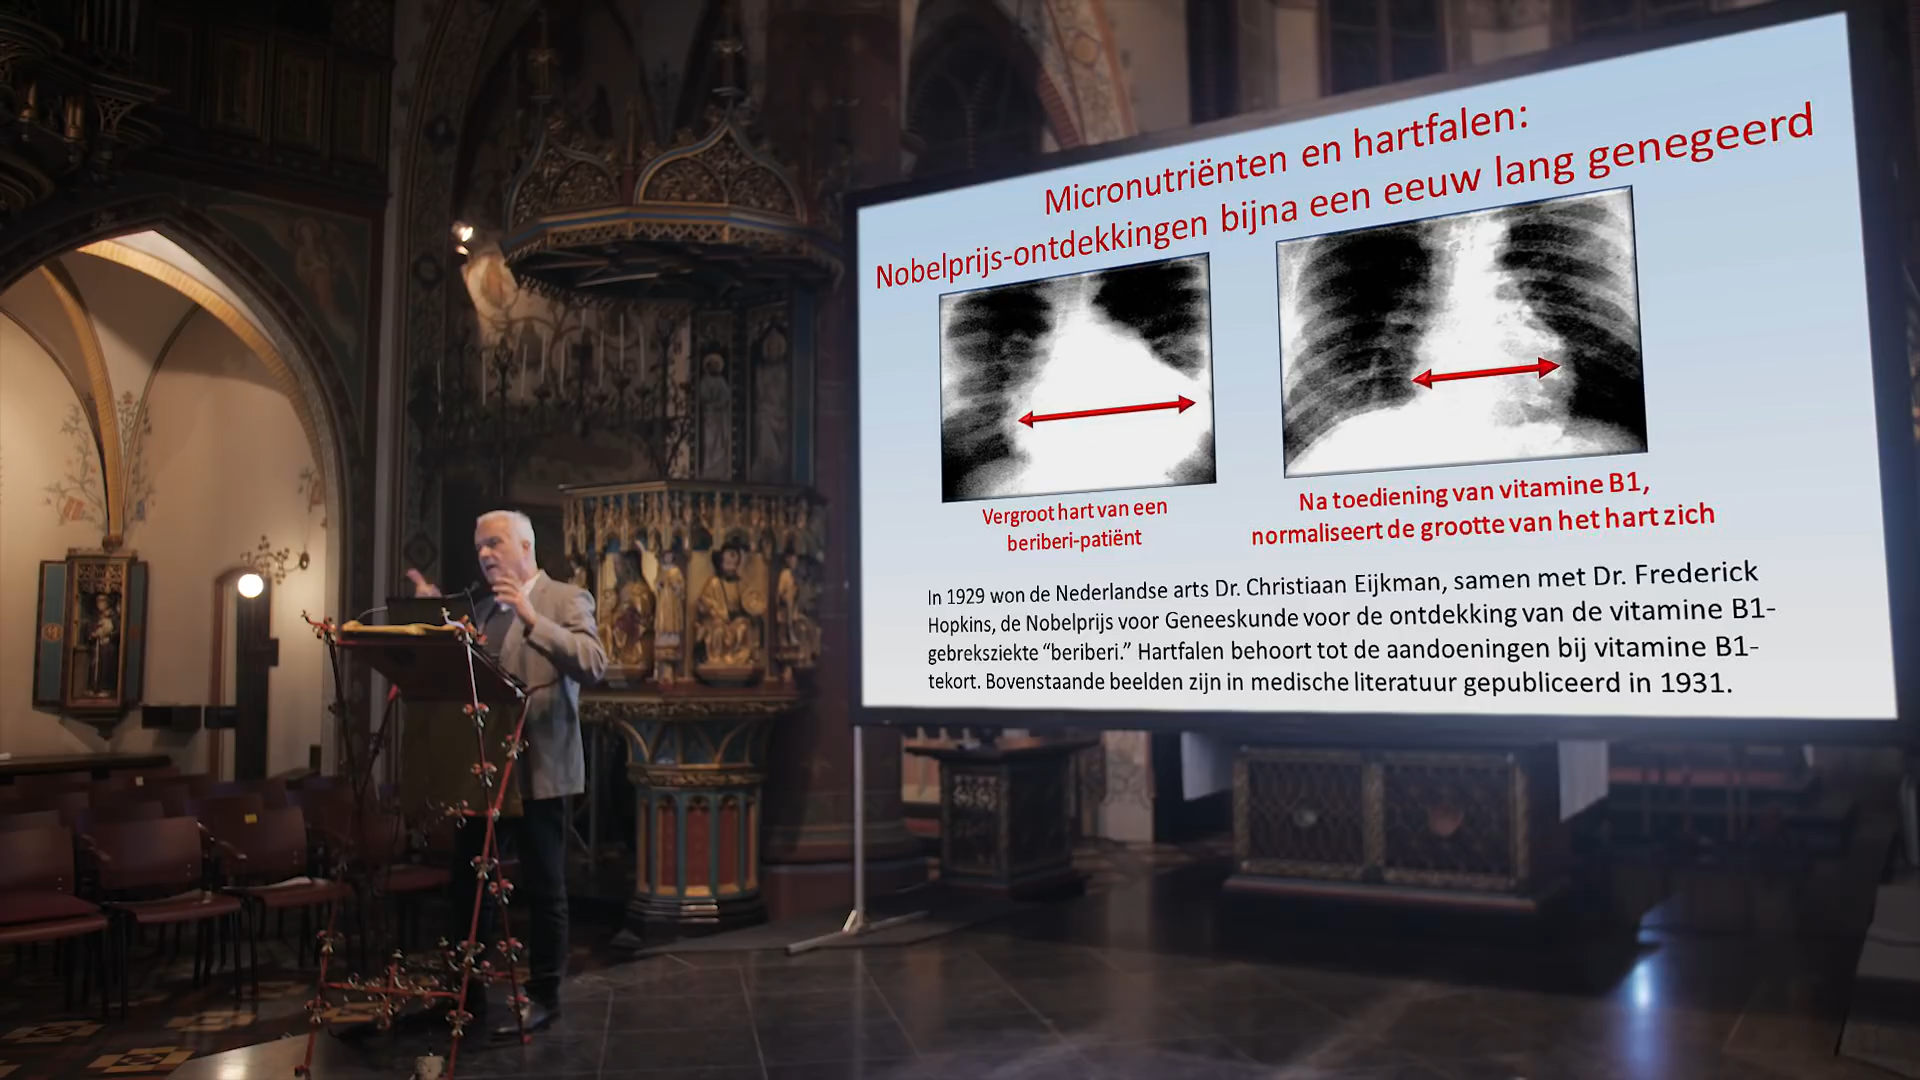 Micronutriënten en hartfalen:
Nobelprijs-ontdekkingen bijna een eeuw lang genegeerd
Vergroot hart van een
beriberi-patiënt
Na toediening van vitamine B1,
normaliseert de grootte van het hart zich
In 1929 won de Nederlandse arts Dr. Christiaan Eijkman, samen met Dr. Frederick
Hopkins, de Nobelprijs voor Geneeskunde voor de ontdekking van de vitamine B1-
gebreksziekte “beriberi.” Hartfalen behoort tot de aandoeningen bij vitamine B1-
tekort. Bovenstaande beelden zijn in medische literatuur gepubliceerd in 1931.